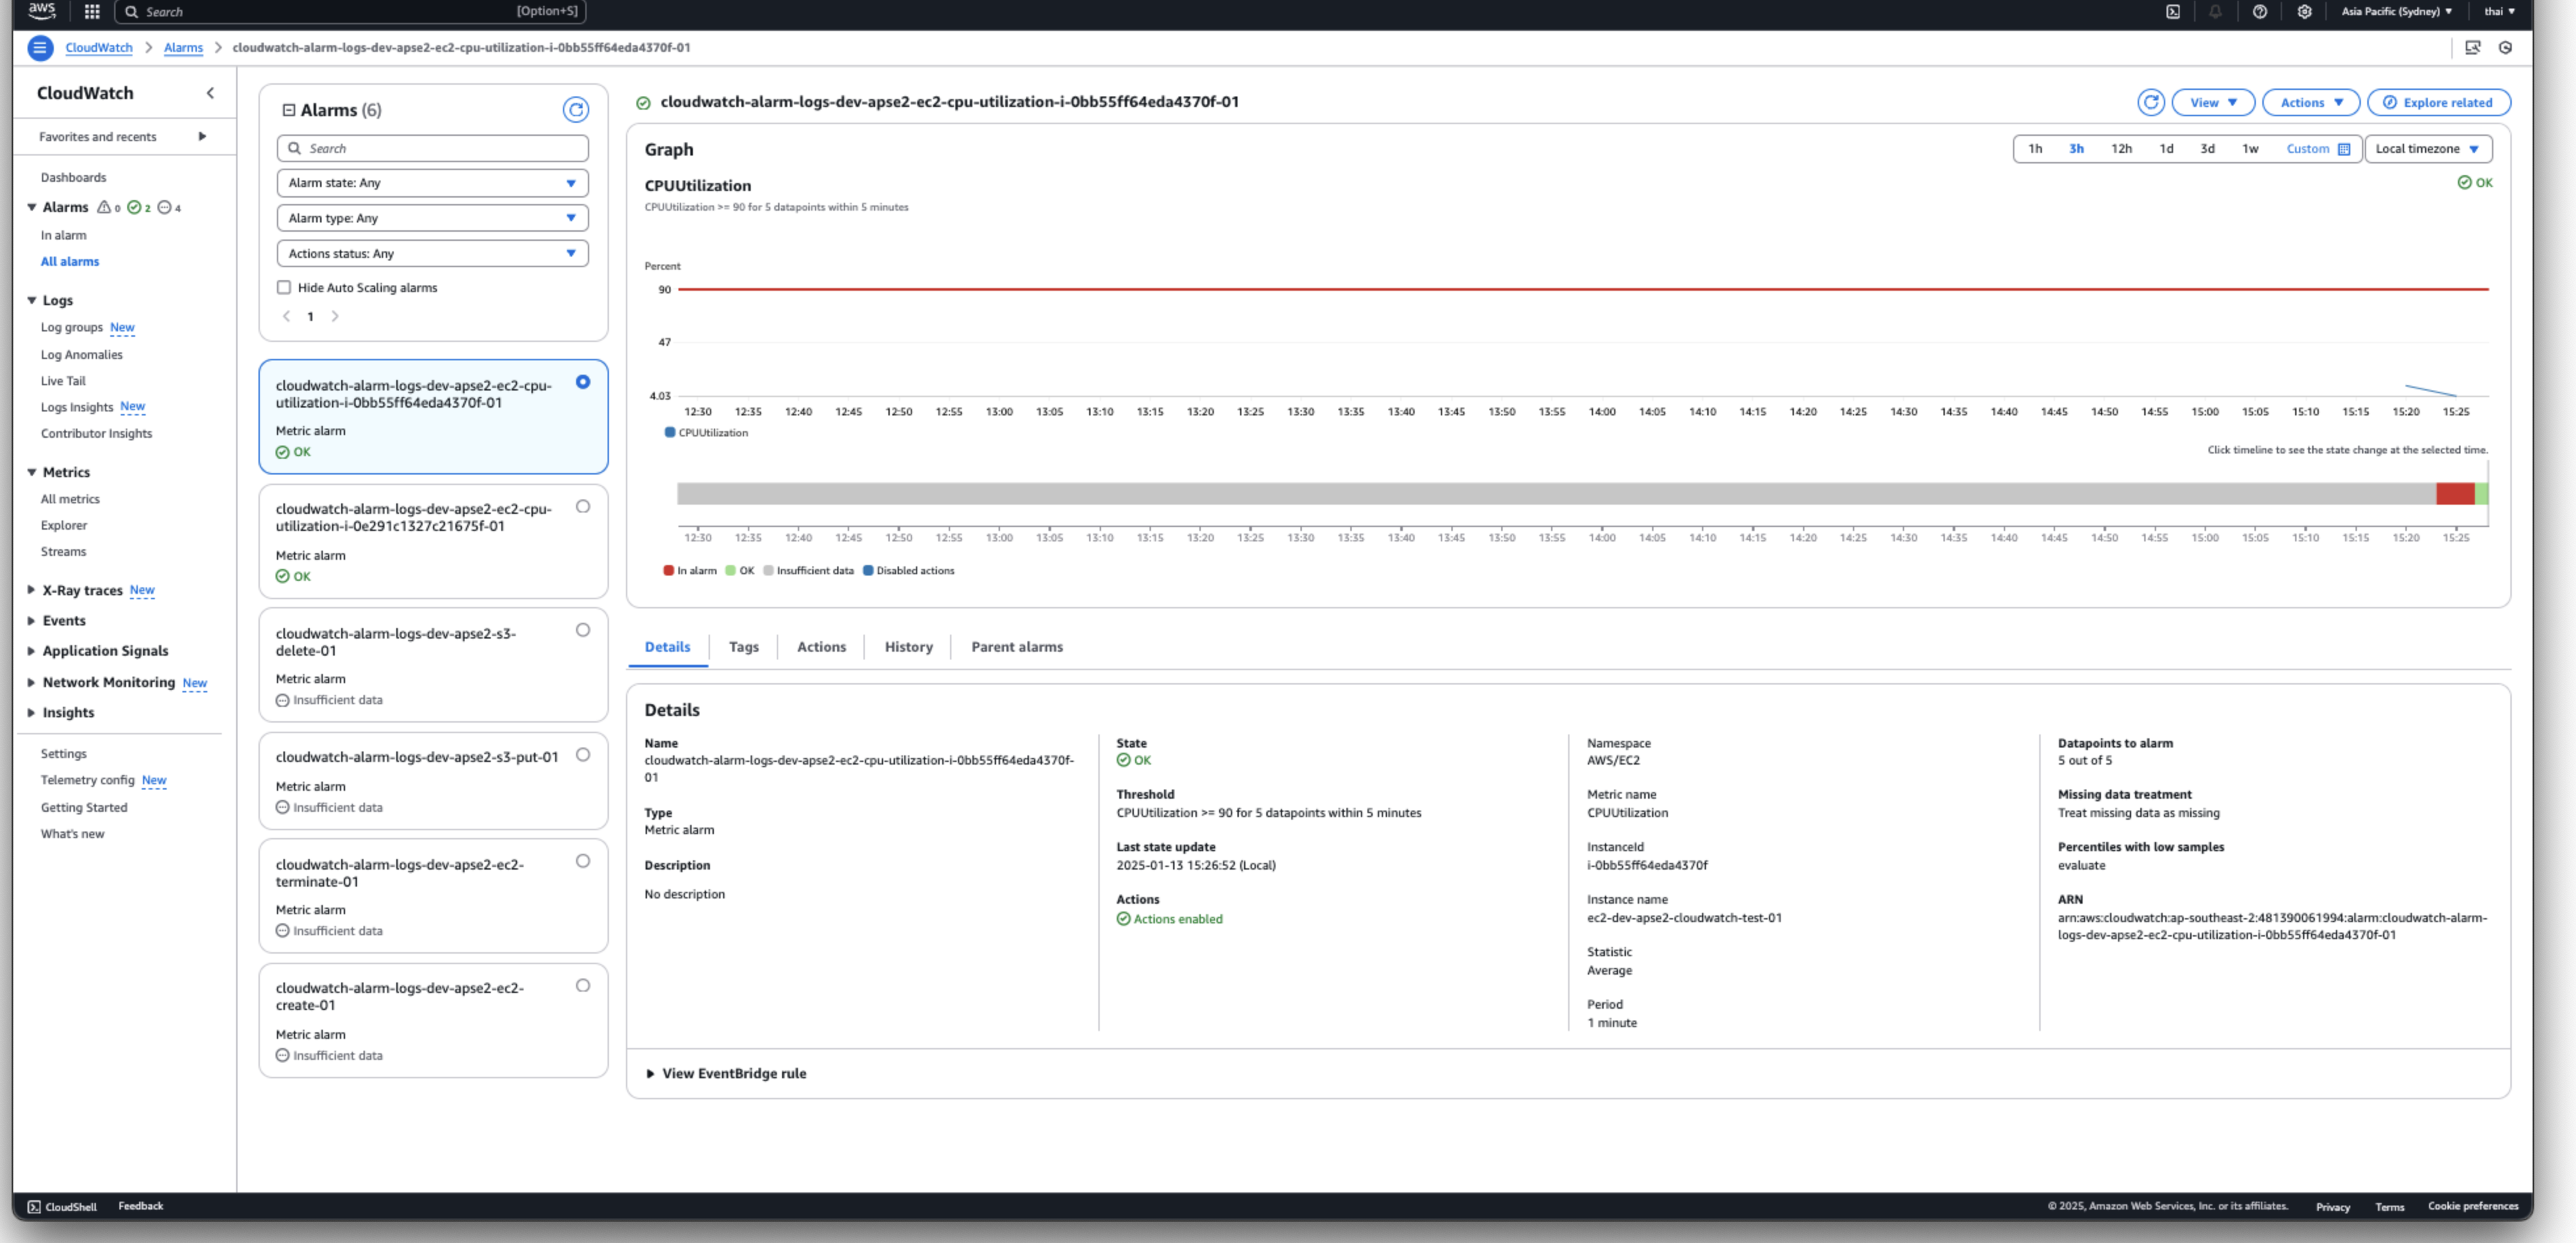 aws
Search [Option+S]
Asia Pacific (Sydney) thai
CloudWatch > Alarms > cloudwatch-alarm-logs-dev-apse2-ec2-cpu-utilization-i-0bb55ff64eda4370f-01
CloudWatch
Favorites and recents
Dashboards
Alarms 0 2 4
In alarm
All alarms
Logs
Log groups New
Log Anomalies
Live Tail
Logs Insights New
Contributor Insights
Metrics
All metrics
Explorer
Streams
X-Ray traces New
Events
Application Signals
Network Monitoring New
Insights
Settings
Telemetry config New
Getting Started
What's new
Alarms (6)
Search
Alarm state: Any
Alarm type: Any
Actions status: Any
Hide Auto Scaling alarms
1
cloudwatch-alarm-logs-dev-apse2-ec2-cpu-
utilization-i-0bb55ff64eda4370f-01
Metric alarm
OK
cloudwatch-alarm-logs-dev-apse2-ec2-cpu-
utilization-i-0e291c1327c21675f-01
Metric alarm
OK
cloudwatch-alarm-logs-dev-apse2-s3-
delete-01
Metric alarm
Insufficient data
cloudwatch-alarm-logs-dev-apse2-s3-put-01
Metric alarm
Insufficient data
cloudwatch-alarm-logs-dev-apse2-ec2-
terminate-01
Metric alarm
Insufficient data
cloudwatch-alarm-logs-dev-apse2-ec2-
create-01
Metric alarm
Insufficient data
cloudwatch-alarm-logs-dev-apse2-ec2-cpu-utilization-i-0bb55ff64eda4370f-01
View Actions Explore related
Graph
1h 3h 12h 1d 3d 1w Custom Local timezone
CPUUtilization
OK
CPUUtilization >= 90 for 5 datapoints within 5 minutes
Percent
90
47
4.03
12:30 12:35 12:40 12:45 12:50 12:55 13:00 13:05 13:10 13:15 13:20 13:25 13:30 13:35 13:40 13:45 13:50 13:55 14:00 14:05 14:10 14:15 14:20 14:25 14:30 14:35 14:40 14:45 14:50 14:55 15:00 15:05 15:10 15:15 15:20 15:25
CPUUtilization
Click timeline to see the state change at the selected time.
12:30 12:35 12:40 12:45 12:50 12:55 13:00 13:05 13:10 13:15 13:20 13:25 13:30 13:35 13:40 13:45 13:50 13:55 14:00 14:05 14:10 14:15 14:20 14:25 14:30 14:35 14:40 14:45 14:50 14:55 15:00 15:05 15:10 15:15 15:20 15:25
In alarm OK Insufficient data Disabled actions
Details Tags Actions History Parent alarms
Details
Name
cloudwatch-alarm-logs-dev-apse2-ec2-cpu-utilization-i-0bb55ff64eda4370f-
01
Type
Metric alarm
Description
No description
State
OK
Threshold
CPUUtilization >= 90 for 5 datapoints within 5 minutes
Last state update
2025-01-13 15:26:52 (Local)
Actions
Actions enabled
Namespace
AWS/EC2
Metric name
CPUUtilization
InstanceId
i-0bb55ff64eda4370f
Instance name
ec2-dev-apse2-cloudwatch-test-01
Statistic
Average
Period
1 minute
Datapoints to alarm
5 out of 5
Missing data treatment
Treat missing data as missing
Percentiles with low samples
evaluate
ARN
arn:aws:cloudwatch:ap-southeast-2:481390061994:alarm:cloudwatch-alarm-
logs-dev-apse2-ec2-cpu-utilization-i-0bb55ff64eda4370f-01
View EventBridge rule
CloudShell Feedback
© 2025, Amazon Web Services, Inc. or its affiliates. Privacy Terms Cookie preferences